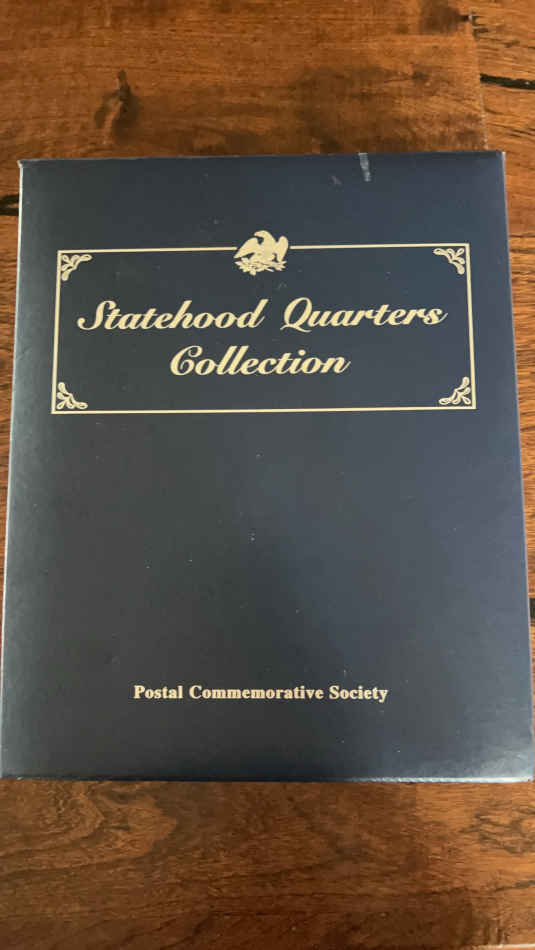 Statehood Quarters
Collection
Postal Commemorative Society